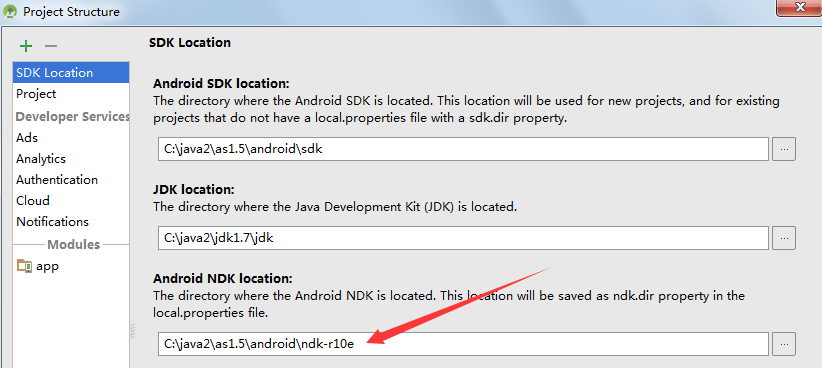 Project Structure
SDK Location
Project
Developer Services
Ads
Analytics
Authentication
Cloud
Notifications
Modules
app
SDK Location
Android SDK location:
The directory where the Android SDK is located. This location will be used for new projects, and for existing
projects that do not have a local.properties file with a sdk.dir property.
C:\java2\as1.5\android\sdk
...
JDK location:
The directory where the Java Development Kit (JDK) is located.
C:\java2\jdk1.7\jdk
...
Android NDK location:
The directory where the Android NDK is located. This location will be saved as ndk.dir property in the
local.properties file.
C:\java2\as1.5\android\ndk-r10e
...